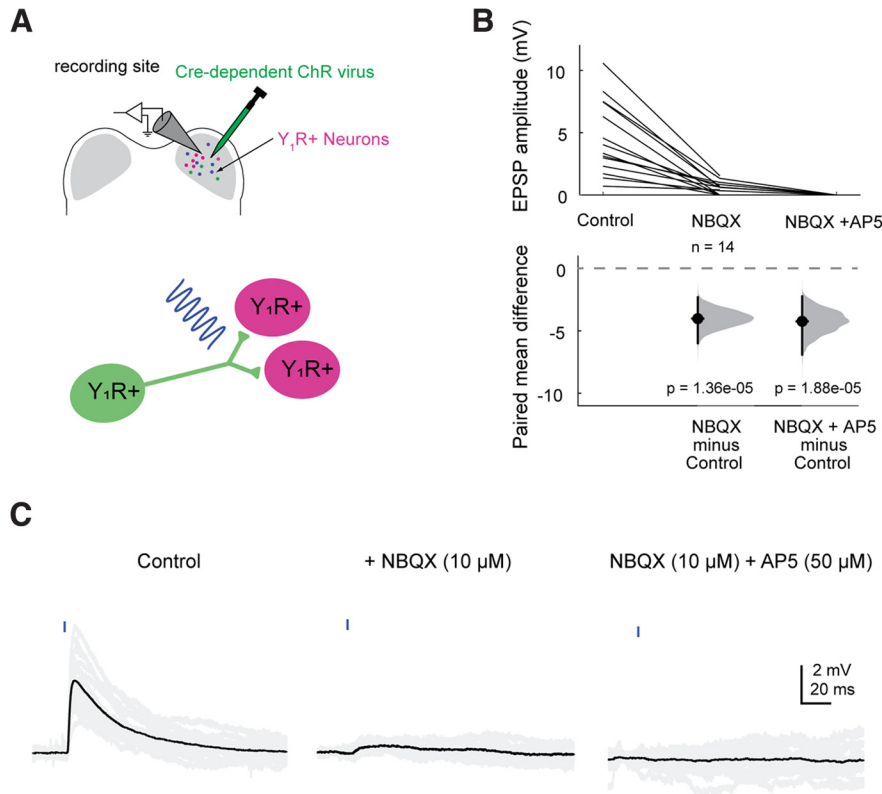 A
recording site
Cre-dependent ChR virus
Y₁R+ Neurons
Y₁R+
Y₁R+
Y₁R+
B
EPSP amplitude (mV)
10
5
0
Control
NBQX
NBQX +AP5
n = 14
Paired mean difference
0
-5
-10
p = 1.36e-05
p = 1.88e-05
NBQX
minus
Control
NBQX + AP5
minus
Control
C
Control
+ NBQX (10 µM)
NBQX (10 µM) + AP5 (50 µM)
2 mV
20 ms